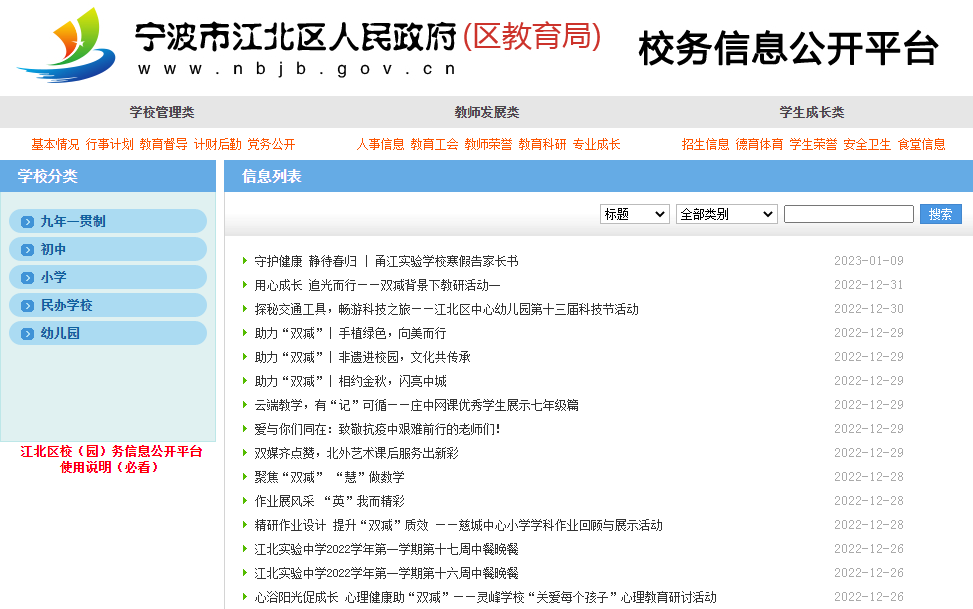 宁波市江北区人民政府(区教育局)
www.nbjb.gov.cn
校务信息公开平台
学校管理类 教师发展类 学生成长类
基本情况 行事计划 教育督导 计财后勤 党务公开 人事信息 教育工会 教师荣誉 教育科研 专业成长 招生信息 德育体育 学生荣誉 安全卫生 食堂信息
学校分类
九年一贯制
初中
小学
民办学校
幼儿园
江北区校（园）务信息公开平台
使用说明（必看）
信息列表
标题 全部类别 搜索
守护健康 静待春归 | 甬江实验学校寒假告家长书 2023-01-09
用心成长 追光而行——双减背景下教研活动— 2022-12-31
探秘交通工具，畅游科技之旅——江北区中心幼儿园第十三届科技节活动 2022-12-30
助力“双减”| 手植绿色，向美而行 2022-12-29
助力“双减”| 非遗进校园，文化共传承 2022-12-29
助力“双减”| 相约金秋，闪亮中城 2022-12-29
云端教学，有“记”可循——庄中网课优秀学生展示七年级篇 2022-12-29
爱与你们同在：致敬抗疫中艰难前行的老师们！ 2022-12-29
双媒齐点赞，北外艺术课后服务出新彩 2022-12-29
聚焦“双减” “慧”做数学 2022-12-28
作业展风采 “英”我而精彩 2022-12-28
精研作业设计 提升“双减”质效 ——慈城中心小学学科作业回顾与展示活动 2022-12-28
江北实验中学2022学年第一学期第十七周中餐晚餐 2022-12-26
江北实验中学2022学年第一学期第十六周中餐晚餐 2022-12-26
心浴阳光促成长 心理健康助“双减”——灵峰学校“关爱每个孩子”心理教育研讨活动 2022-12-26